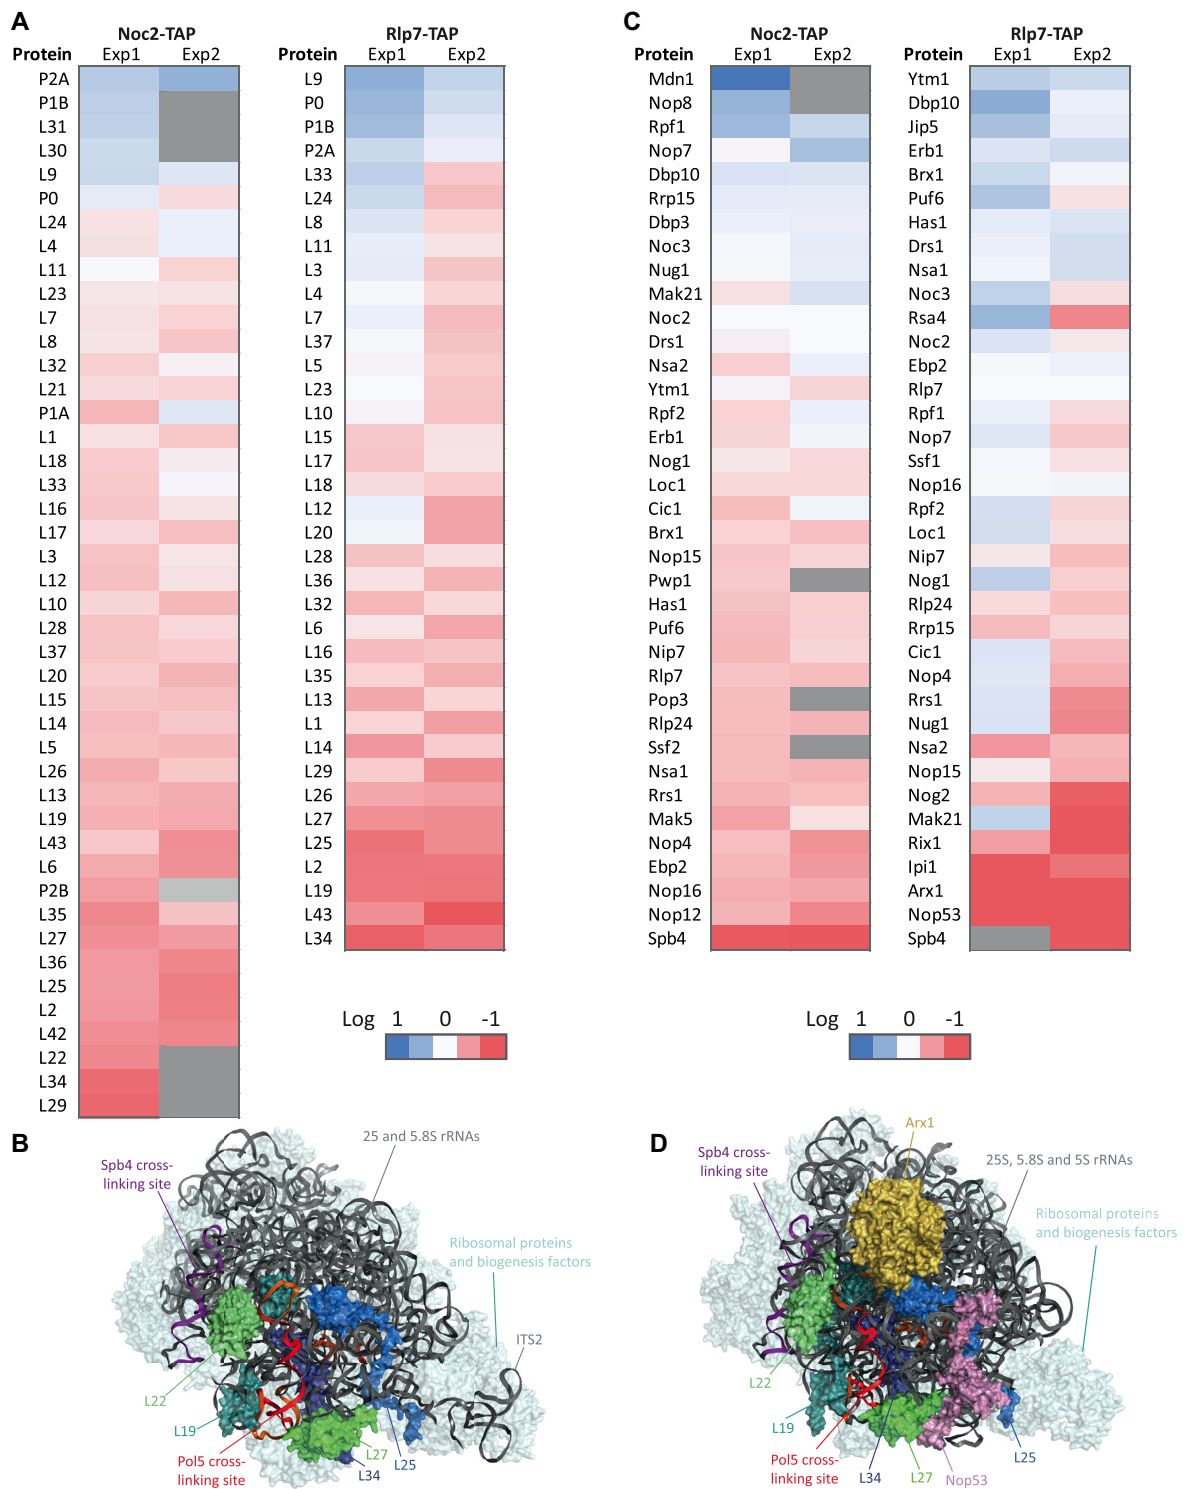 A
Noc2-TAP
Rlp7-TAP
Protein Exp1 Exp2
Protein Exp1 Exp2
P2A
P1B
L31
L30
L9
P0
L24
L4
L11
L23
L7
L8
L32
L21
P1A
L1
L18
L33
L16
L17
L3
L12
L10
L28
L37
L20
L15
L14
L5
L26
L13
L19
L43
L6
P2B
L35
L27
L36
L25
L2
L42
L22
L34
L29
L9
P0
P1B
P2A
L33
L24
L8
L11
L3
L4
L7
L37
L5
L23
L10
L15
L17
L18
L12
L20
L28
L36
L32
L6
L16
L35
L13
L1
L14
L29
L26
L27
L25
L2
L19
L43
L34
Log 1 0 -1
C
Noc2-TAP
Rlp7-TAP
Protein Exp1 Exp2
Protein Exp1 Exp2
Mdn1
Nop8
Rpf1
Nop7
Dbp10
Rrp15
Dbp3
Noc3
Nug1
Mak21
Noc2
Drs1
Nsa2
Ytm1
Rpf2
Erb1
Nog1
Loc1
Cic1
Brx1
Nop15
Pwp1
Has1
Puf6
Nip7
Rlp7
Pop3
Rlp24
Ssf2
Nsa1
Rrs1
Mak5
Nop4
Ebp2
Nop16
Nop12
Spb4
Ytm1
Dbp10
Jip5
Erb1
Brx1
Puf6
Has1
Drs1
Nsa1
Noc3
Rsa4
Noc2
Ebp2
Rlp7
Rpf1
Nop7
Ssf1
Nop16
Rpf2
Loc1
Nip7
Nog1
Rlp24
Rrp15
Cic1
Nop4
Rrs1
Nug1
Nsa2
Nop15
Nog2
Mak21
Rix1
Ipi1
Arx1
Nop53
Spb4
Log 1 0 -1
B
25 and 5.8S rRNAs
Spb4 cross-
linking site
Ribosomal proteins
and biogenesis factors
ITS2
L22
L19
Pol5 cross-
linking site
L27
L34
L25
D
Arx1
Spb4 cross-
linking site
25S, 5.8S and 5S rRNAs
Ribosomal proteins
and biogenesis factors
L22
L19
Pol5 cross-
linking site
L34
L27
Nop53
L25